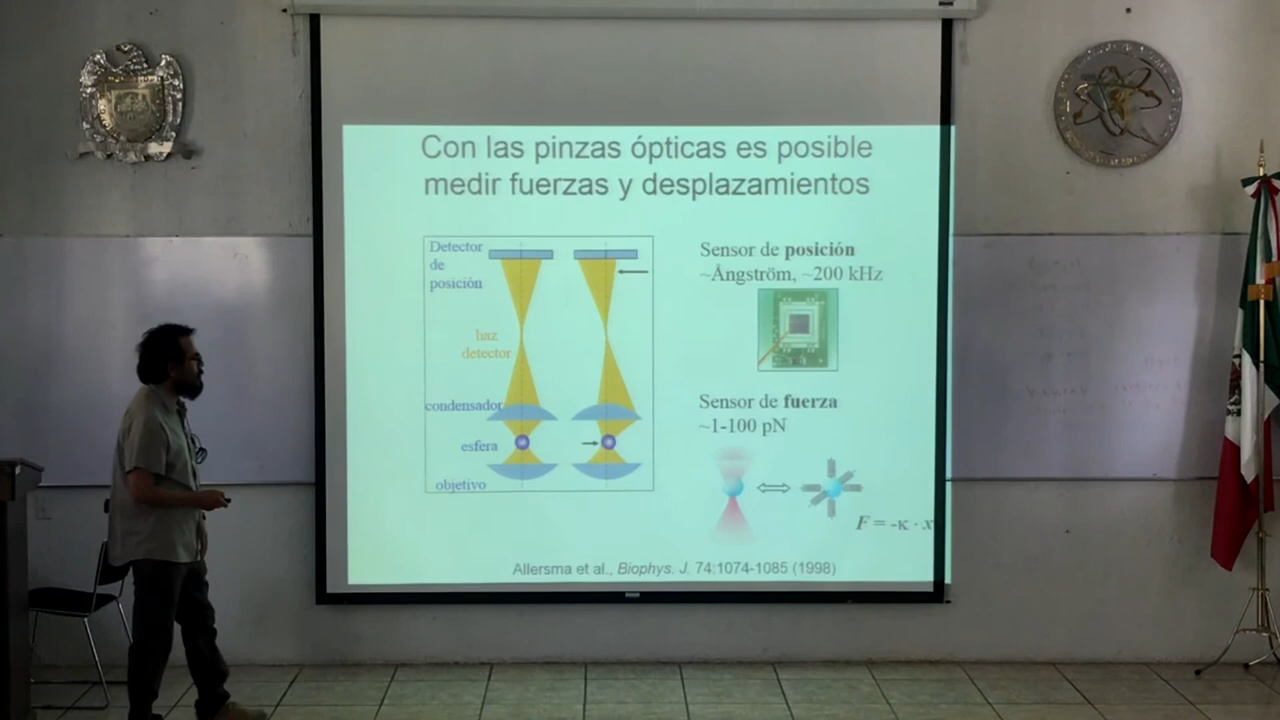 Con las pinzas ópticas es posible
medir fuerzas y desplazamientos
Detector
de
posición
haz
detector
condensador
esfera
objetivo
Sensor de posición
~Ångström, ~200 kHz
Sensor de fuerza
~1-100 pN
F = -κ · x
Allersma et al., Biophys. J. 74:1074-1085 (1998)